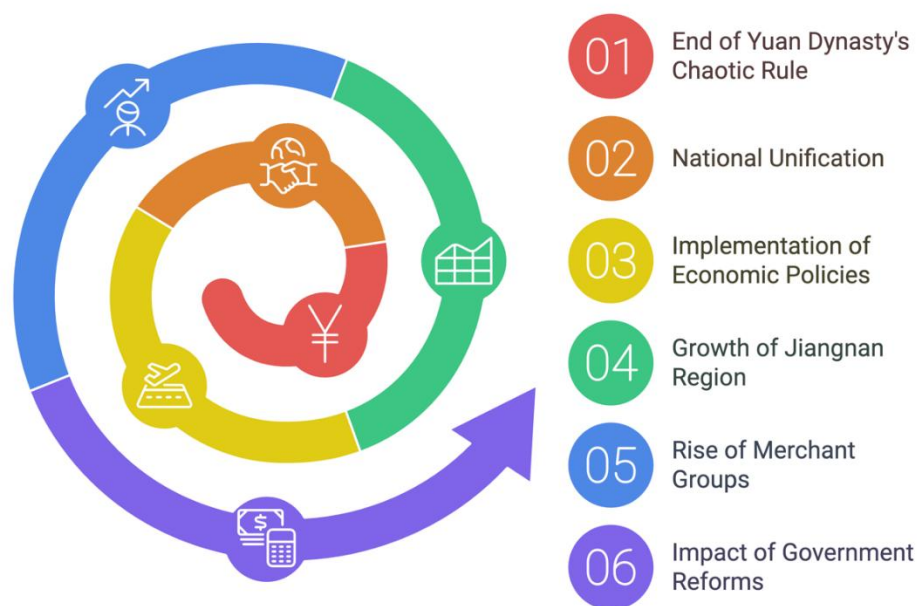 01
End of Yuan Dynasty's
Chaotic Rule
02
National Unification
03
Implementation of
Economic Policies
04
Growth of Jiangnan
Region
05
Rise of Merchant
Groups
06
Impact of Government
Reforms
¥
$